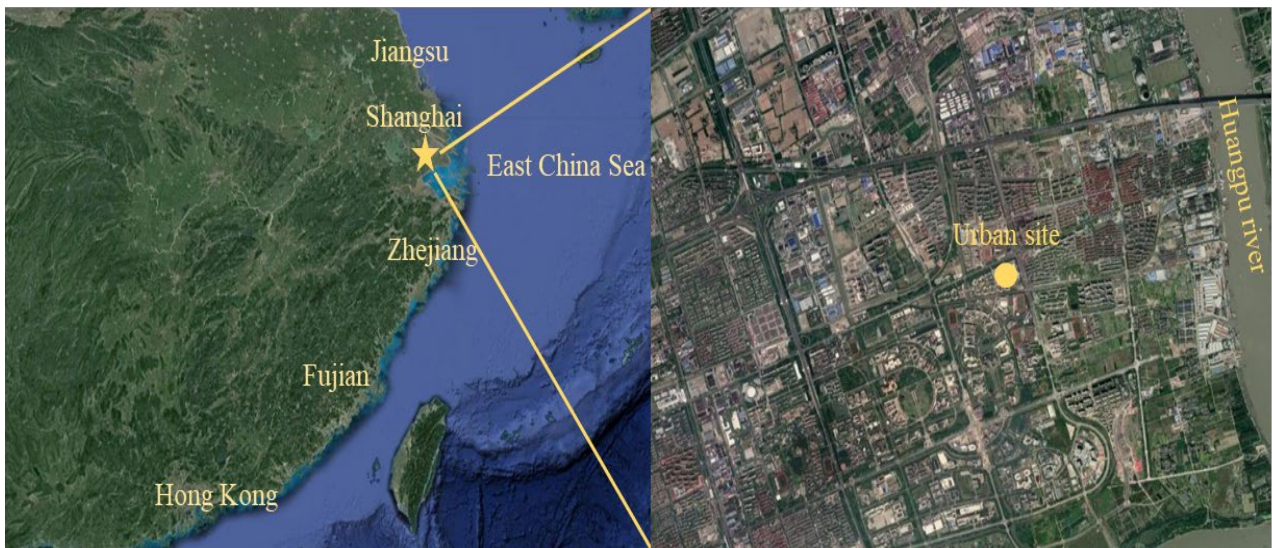 Jiangsu
Shanghai
East China Sea
Zhejiang
Fujian
Hong Kong
Urban site
Huangpu river